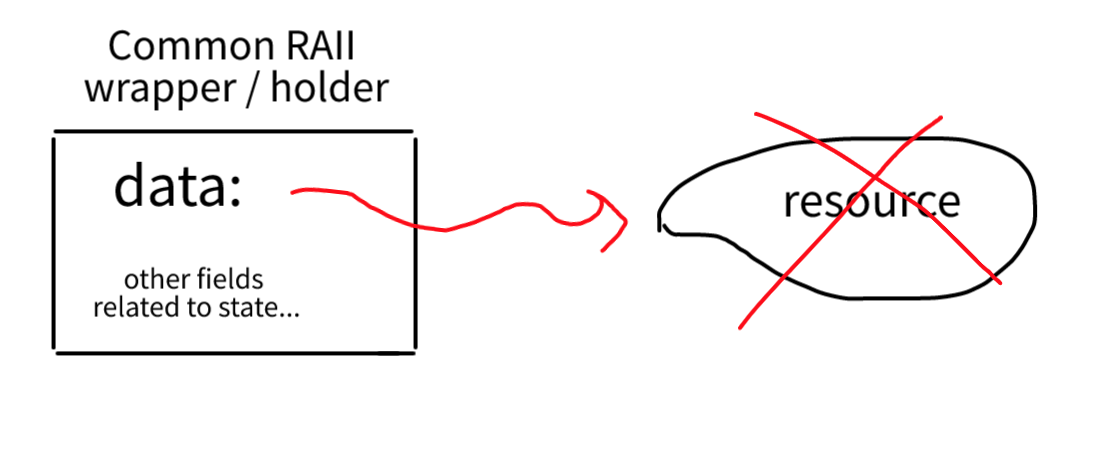 Common RAII
wrapper / holder
data:
resource
other fields
related to state...